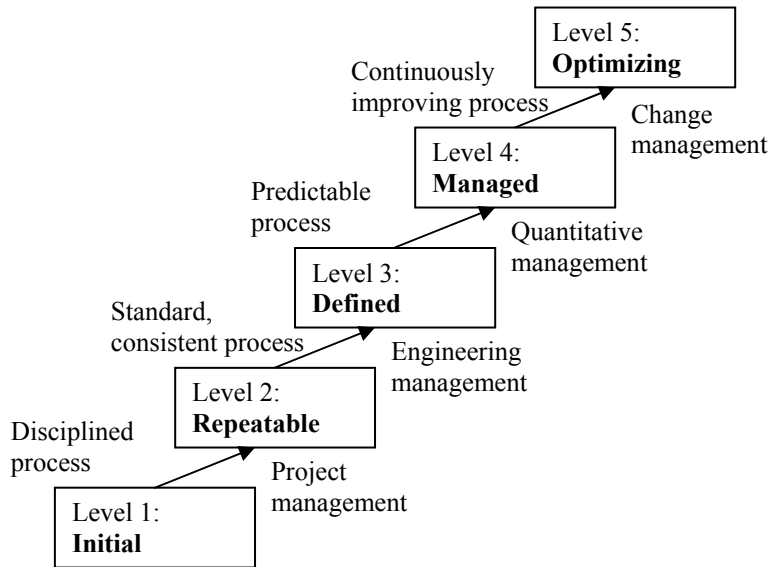 Level 5:
Optimizing
Continuously
improving process
Change
management
Level 4:
Managed
Predictable
process
Quantitative
management
Level 3:
Defined
Standard,
consistent process
Engineering
management
Level 2:
Repeatable
Disciplined
process
Project
management
Level 1:
Initial